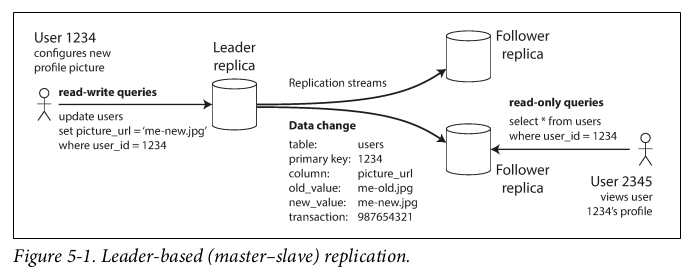 User 1234
configures new
profile picture
read-write queries
update users
set picture_url = ‘me-new.jpg’
where user_id = 1234
Leader
replica
Replication streams
Data change
table: users
primary key: 1234
column: picture_url
old_value: me-old.jpg
new_value: me-new.jpg
transaction: 987654321
Follower
replica
read-only queries
select * from users
where user_id = 1234
Follower
replica
User 2345
views user
1234’s profile
Figure 5-1. Leader-based (master–slave) replication.